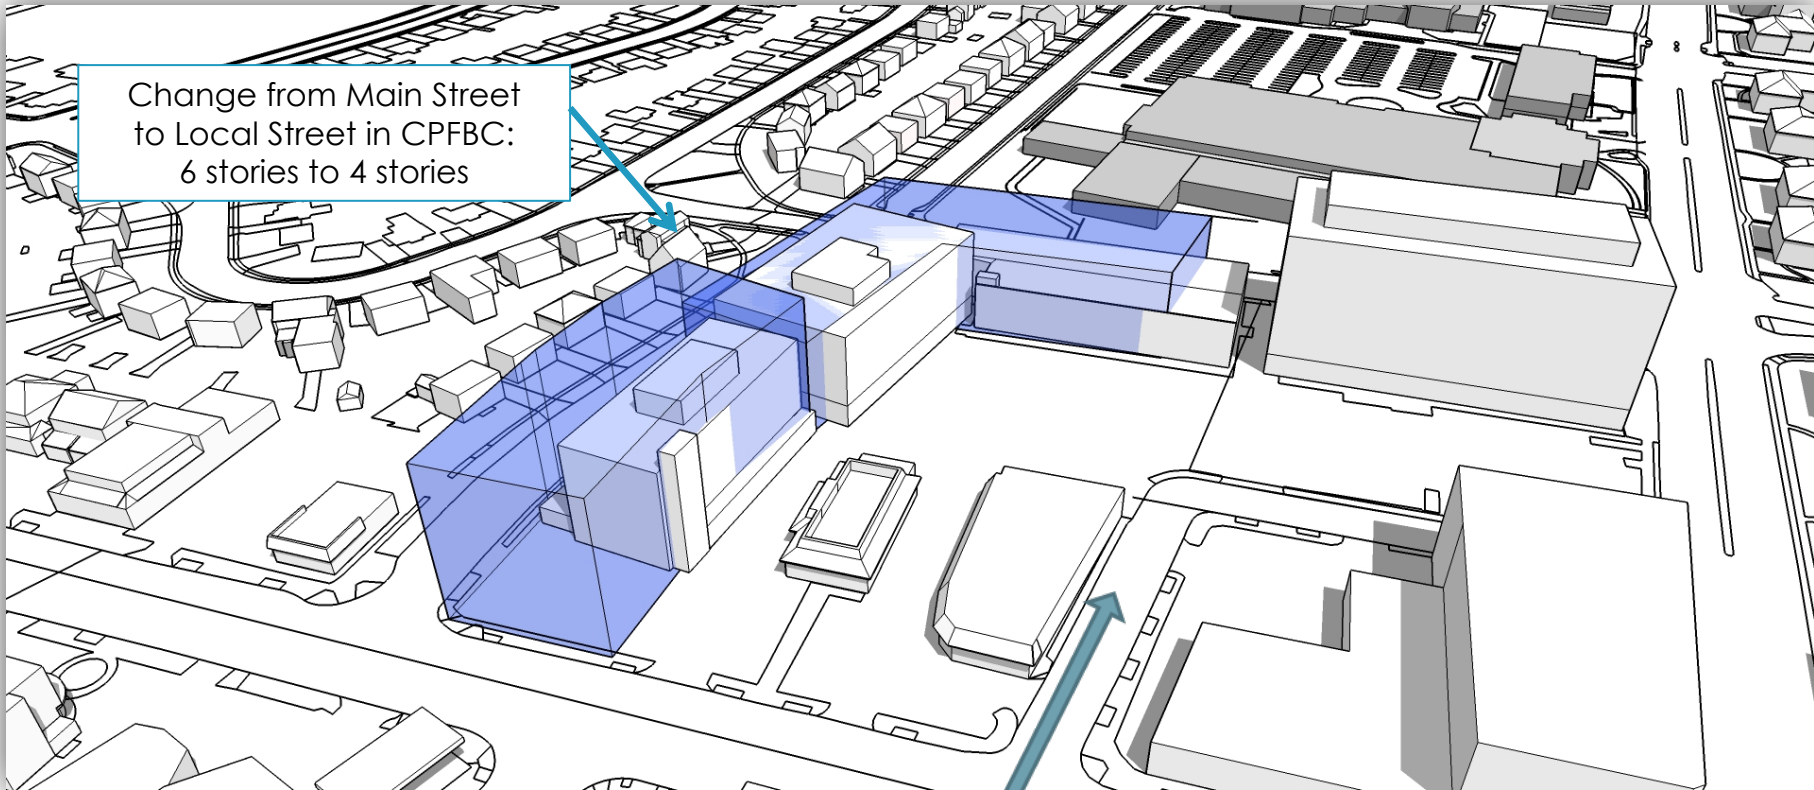 Change from Main Street
to Local Street in CPFBC:
6 stories to 4 stories